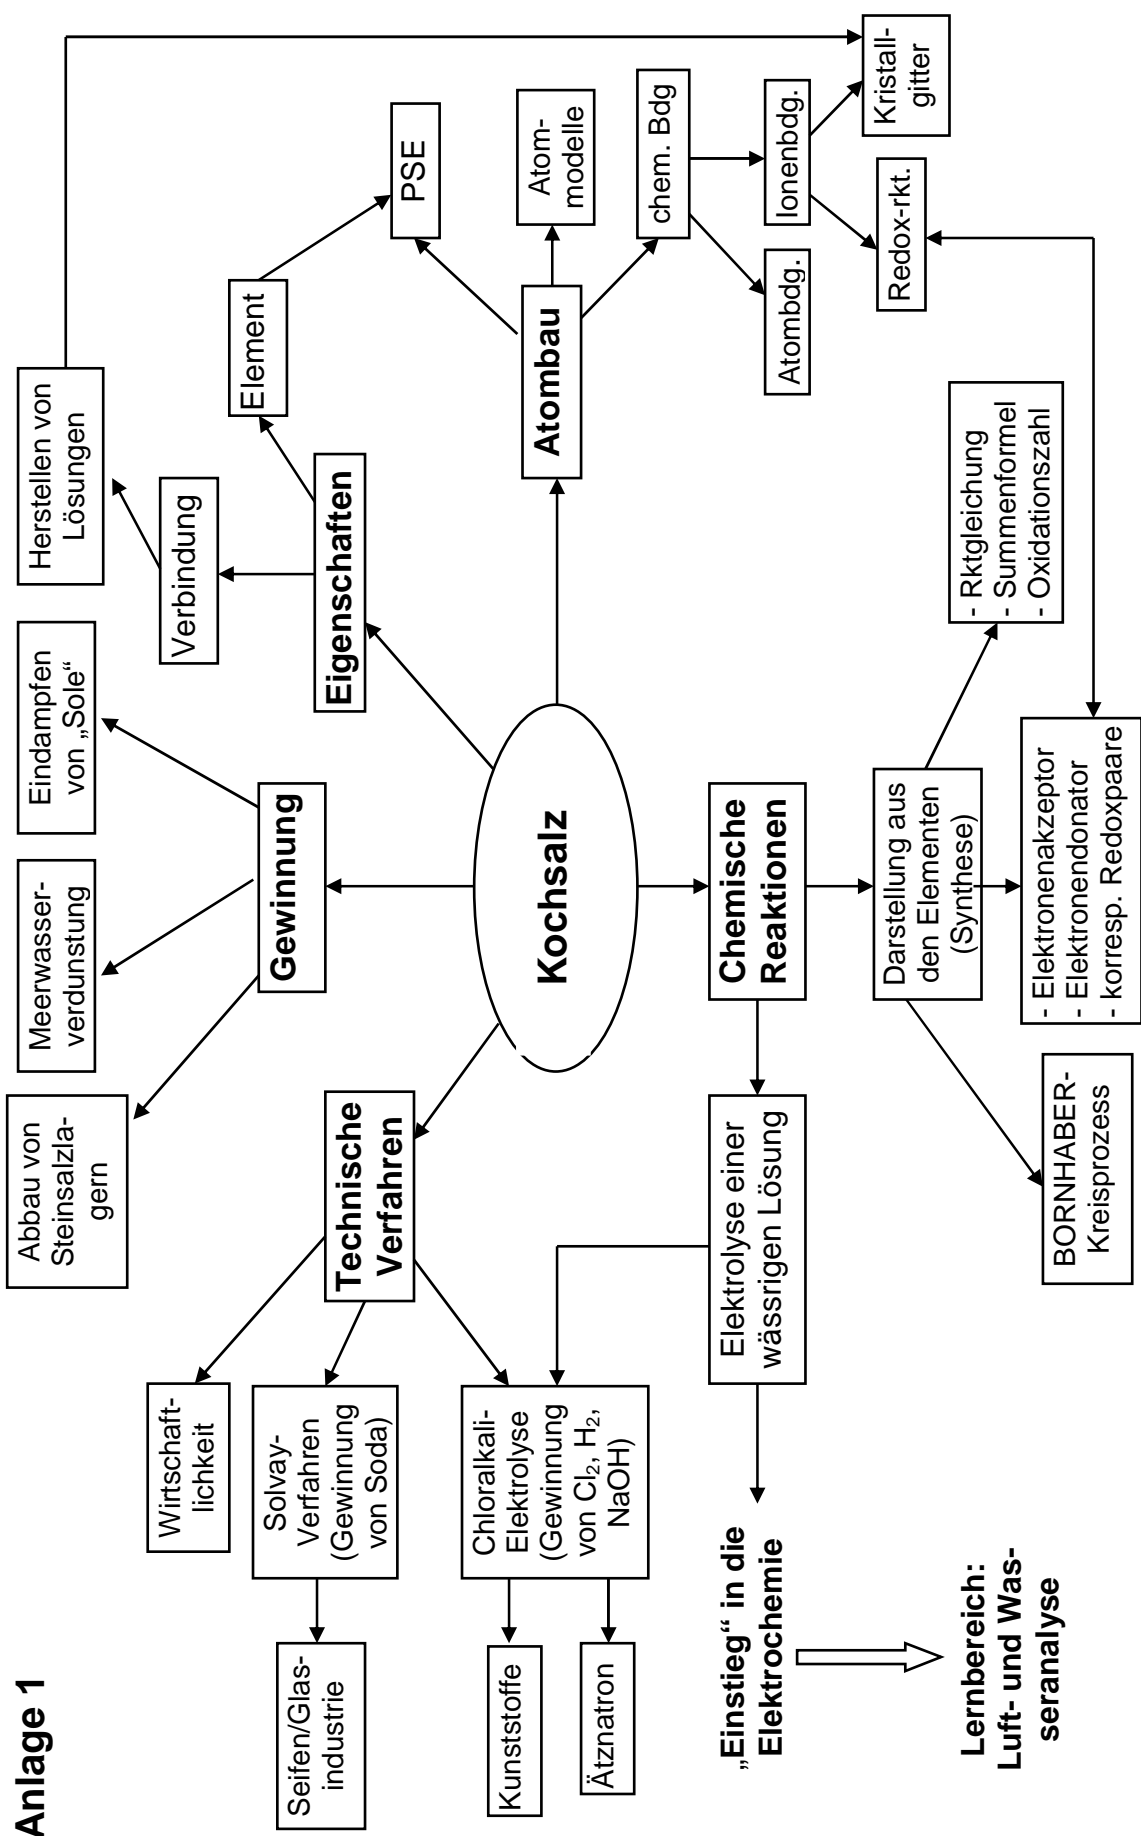 Anlage 1
Abbau von
Steinsalzla-
gern
Meerwasser-
verdunstung
Eindampfen
von „Sole“
Herstellen von
Lösungen
Wirtschaft-
lichkeit
Gewinnung
Verbindung
Element
PSE
Seifen/Glas-
industrie
Solvay-
Verfahren
(Gewinnung
von Soda)
Technische
Verfahren
Eigenschaften
Kunststoffe
Ätznatron
Chloralkali-
Elektrolyse
(Gewinnung
von Cl₂, H₂,
NaOH)
Kochsalz
Atombau
Atom-
modelle
chem. Bdg
„Einstieg“ in die
Elektrochemie
Elektrolyse einer
wässrigen Lösung
Chemische
Reaktionen
Atombdg.
Ionenbdg.
Darstellung aus
den Elementen
(Synthese)
Redox-rkt.
Kristall-
gitter
Lernbereich:
Luft- und Was-
seranalyse
BORNHABER-
Kreisprozess
- Elektronenakzeptor
- Elektronendonator
- korresp. Redoxpaare
- Rktgleichung
- Summenformel
- Oxidationszahl